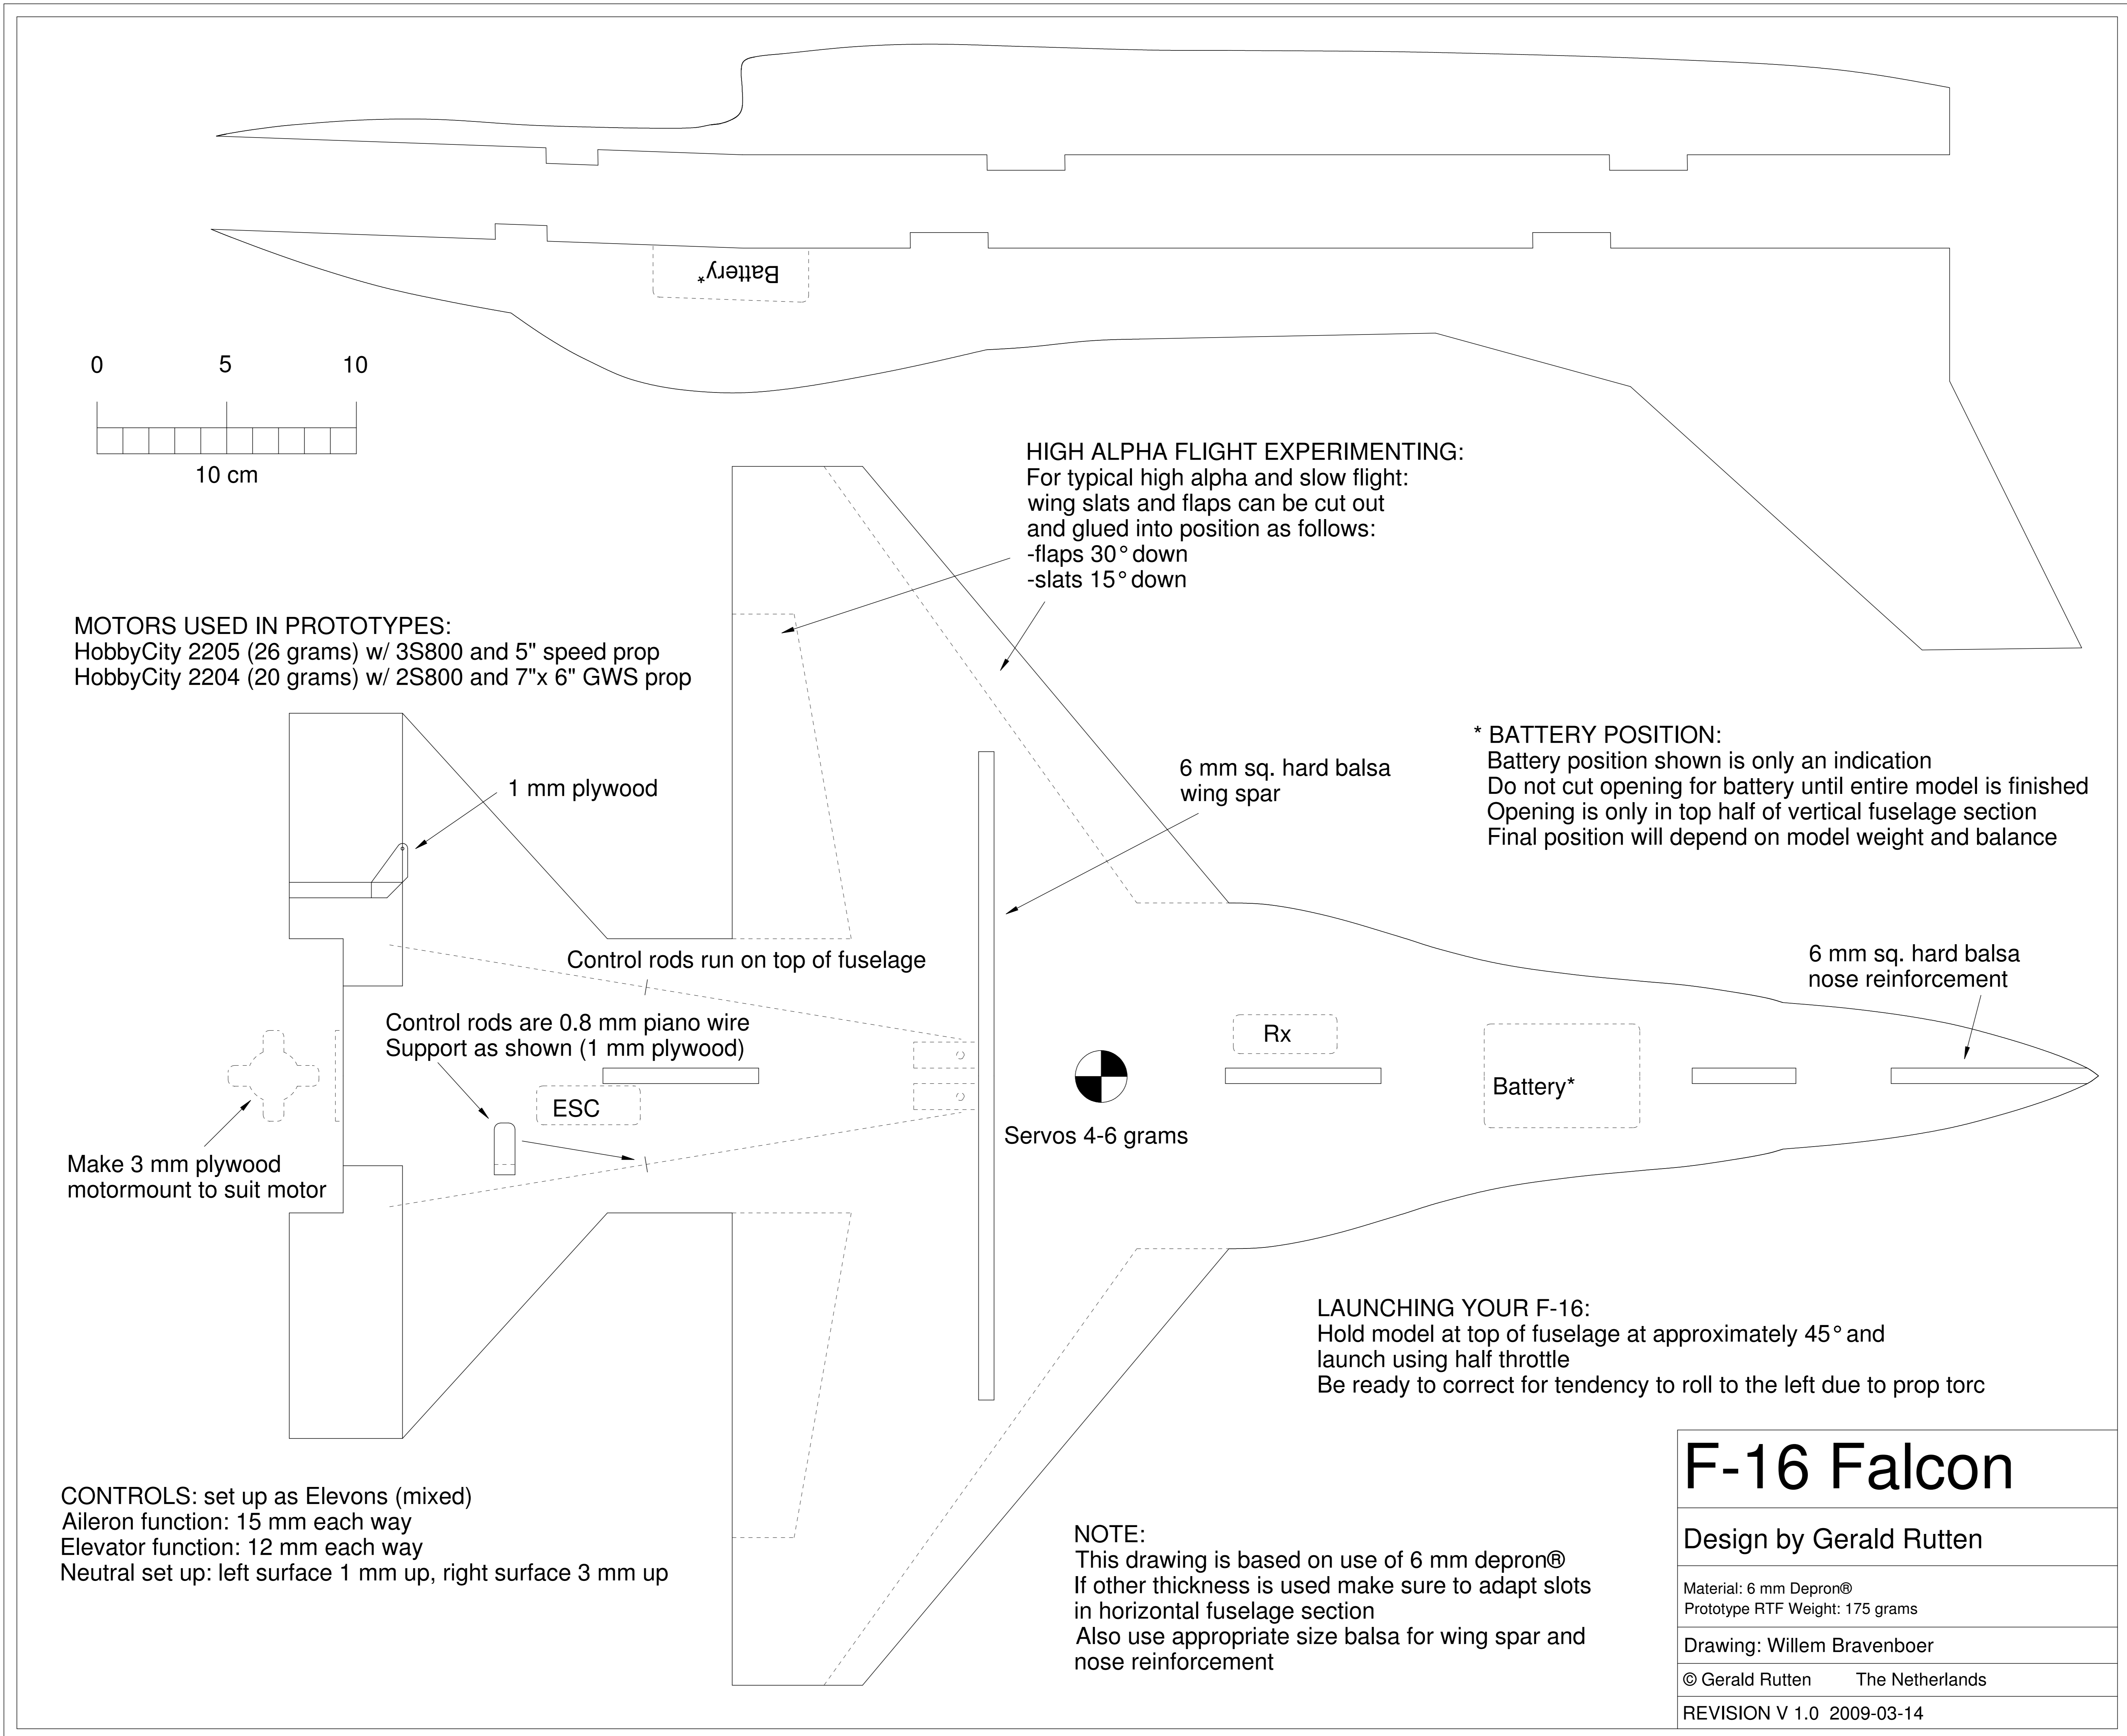 Battery*
0 5 10
10 cm
HIGH ALPHA FLIGHT EXPERIMENTING:
For typical high alpha and slow flight:
wing slats and flaps can be cut out
and glued into position as follows:
-flaps 30° down
-slats 15° down
MOTORS USED IN PROTOTYPES:
HobbyCity 2205 (26 grams) w/ 3S800 and 5" speed prop
HobbyCity 2204 (20 grams) w/ 2S800 and 7"x 6" GWS prop
* BATTERY POSITION:
Battery position shown is only an indication
Do not cut opening for battery until entire model is finished
Opening is only in top half of vertical fuselage section
Final position will depend on model weight and balance
1 mm plywood
6 mm sq. hard balsa
wing spar
Control rods run on top of fuselage
6 mm sq. hard balsa
nose reinforcement
Control rods are 0.8 mm piano wire
Support as shown (1 mm plywood)
Rx
Battery*
ESC
Servos 4-6 grams
Make 3 mm plywood
motormount to suit motor
LAUNCHING YOUR F-16:
Hold model at top of fuselage at approximately 45° and
launch using half throttle
Be ready to correct for tendency to roll to the left due to prop torc
CONTROLS: set up as Elevons (mixed)
Aileron function: 15 mm each way
Elevator function: 12 mm each way
Neutral set up: left surface 1 mm up, right surface 3 mm up
NOTE:
This drawing is based on use of 6 mm depron®
If other thickness is used make sure to adapt slots
in horizontal fuselage section
Also use appropriate size balsa for wing spar and
nose reinforcement
F-16 Falcon
Design by Gerald Rutten
Material: 6 mm Depron®
Prototype RTF Weight: 175 grams
Drawing: Willem Bravenboer
© Gerald Rutten The Netherlands
REVISION V 1.0 2009-03-14